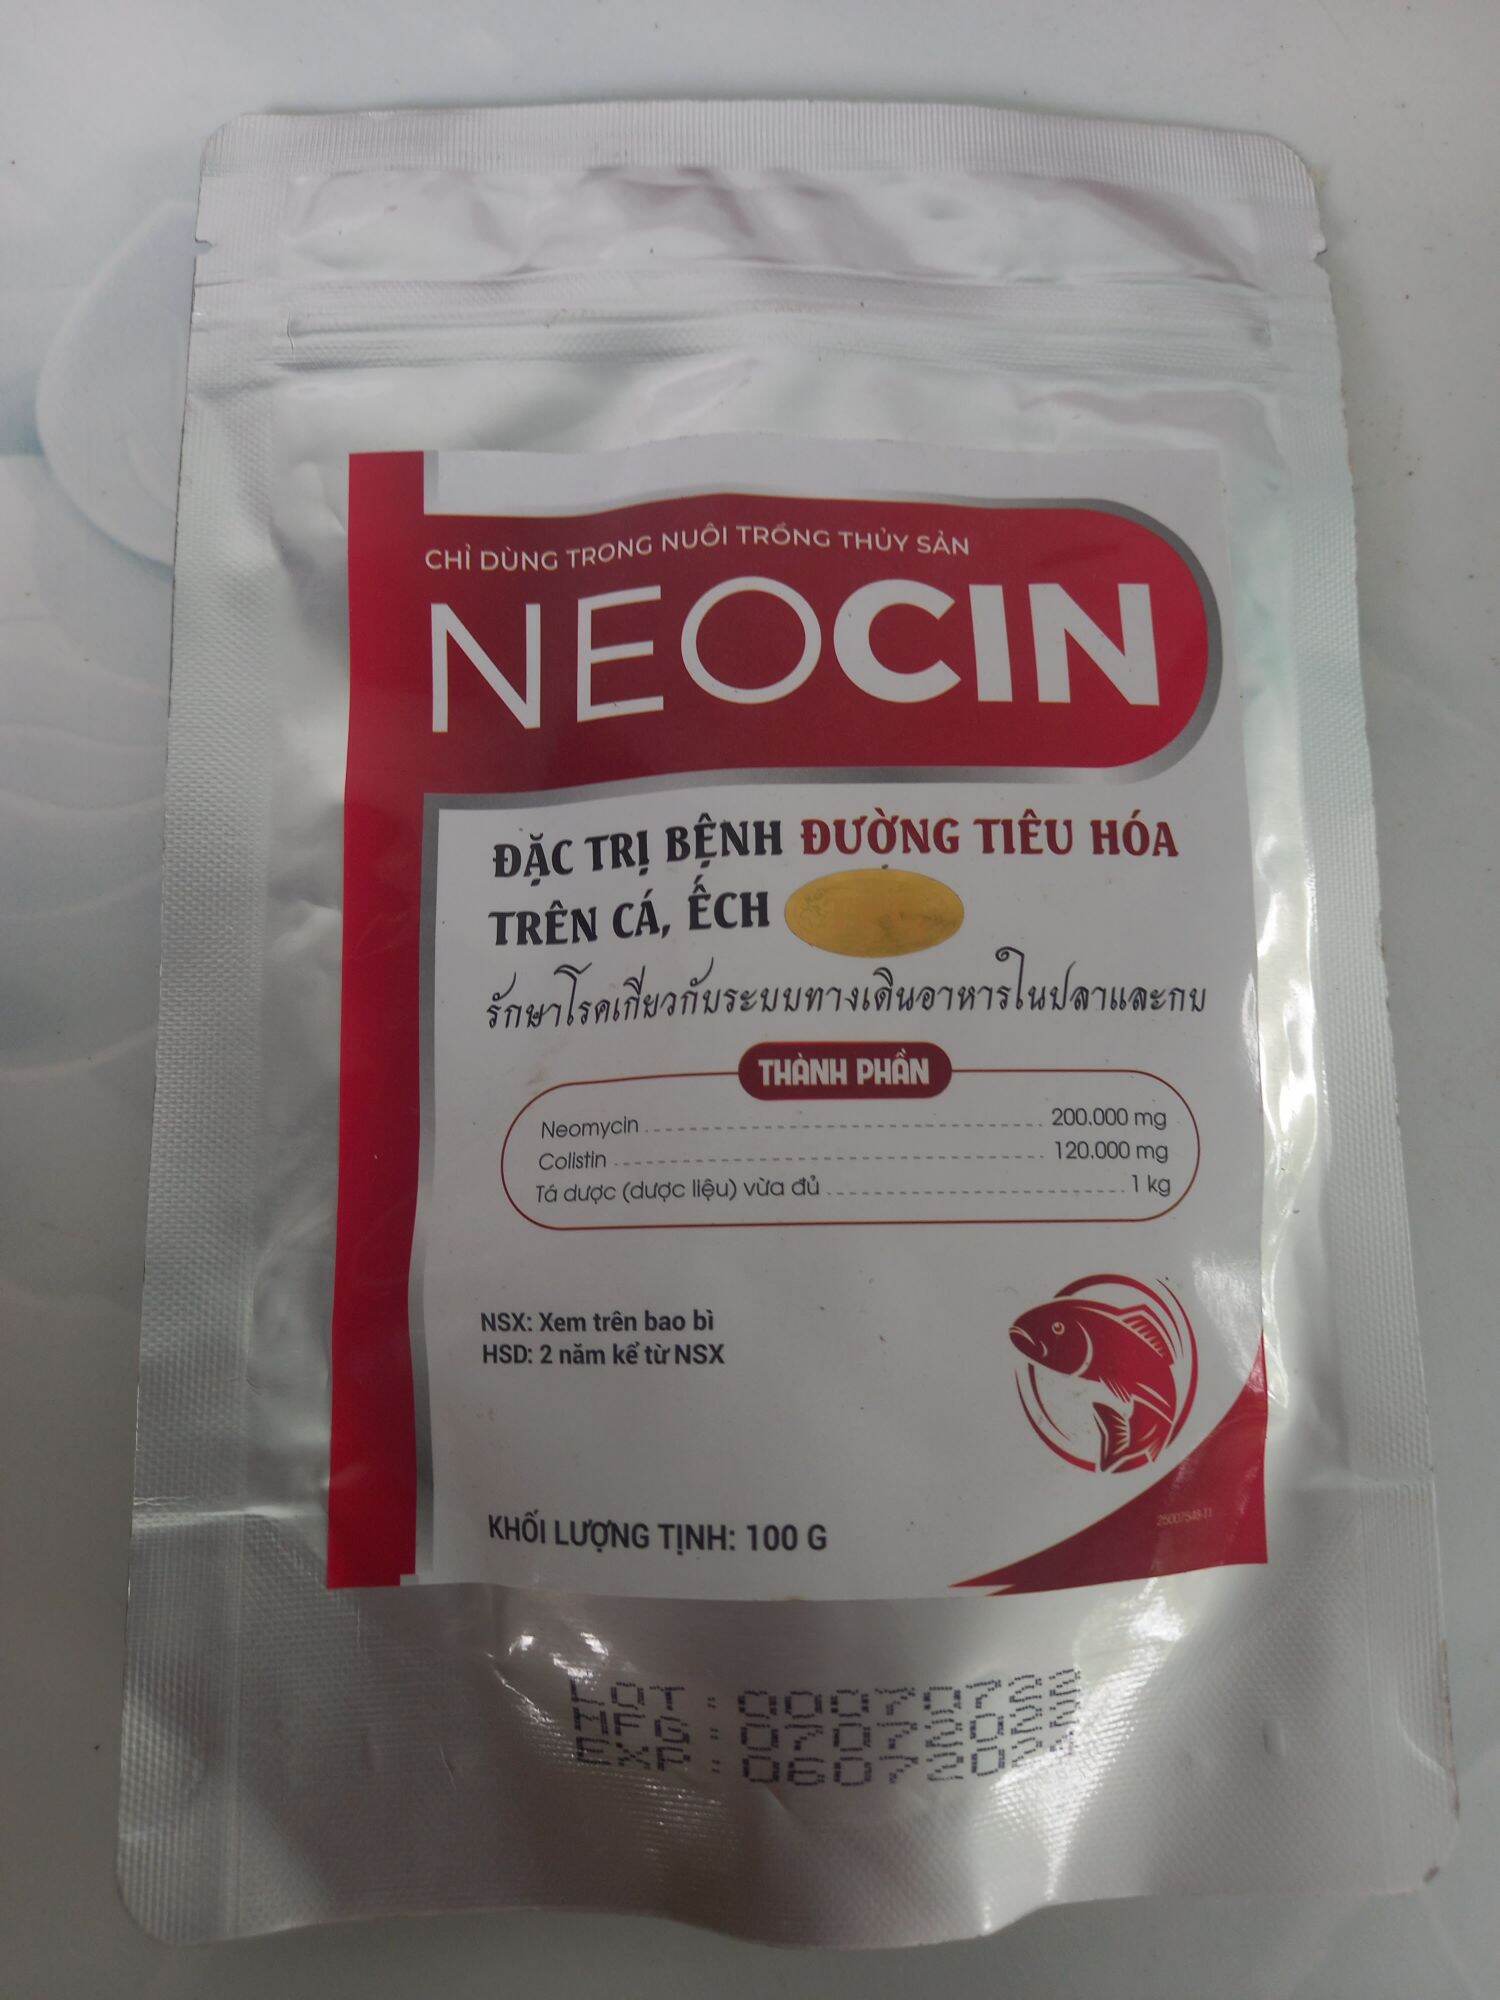 CHỈ DÙNG TRONG NUÔI TRỒNG THỦY SẢN
NEOCIN
ĐẶC TRỊ BỆNH ĐƯỜNG TIÊU HÓA
TRÊN CÁ, ẾCH
รักษาโรคเกี่ยวกับระบบทางเดินอาหารในปลาและกบ
THÀNH PHẦN
Neomycin 200.000 mg
Colistin 120.000 mg
Tá dược (dược liệu) vừa đủ 1 kg
NSX: Xem trên bao bì
HSD: 2 năm kể từ NSX
KHỐI LƯỢNG TỊNH: 100 G
LOT : 00070722
MFG : 07072022
EXP : 06072024